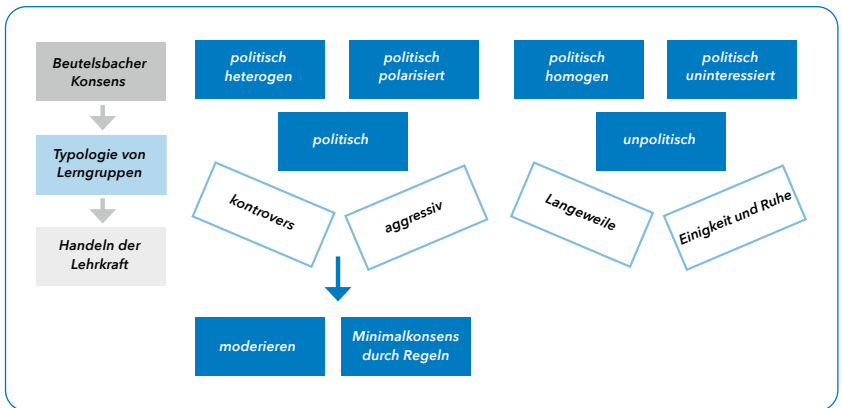 Beutelsbacher
Konsens
Typologie von
Lerngruppen
Handeln der
Lehrkraft
politisch
heterogen
politisch
polarisiert
politisch
homogen
politisch
uninteressiert
politisch
unpolitisch
kontrovers
aggressiv
Langeweile
Einigkeit und Ruhe
moderieren
Minimalkonsens
durch Regeln